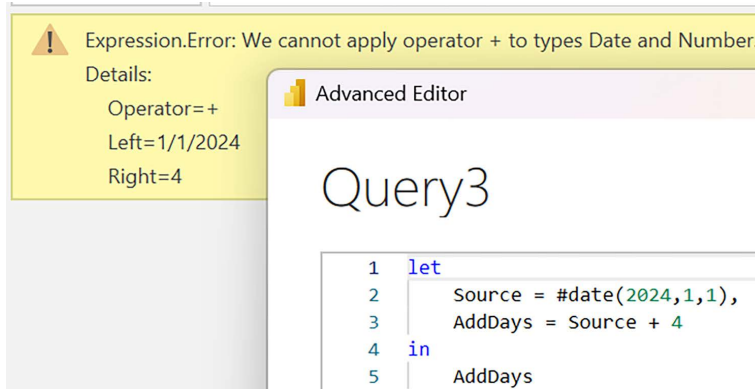 Expression.Error: We cannot apply operator + to types Date and Number.
Details:
Operator=+
Left=1/1/2024
Right=4
Advanced Editor
Query3
1 let
2 Source = #date(2024,1,1),
3 AddDays = Source + 4
4 in
5 AddDays